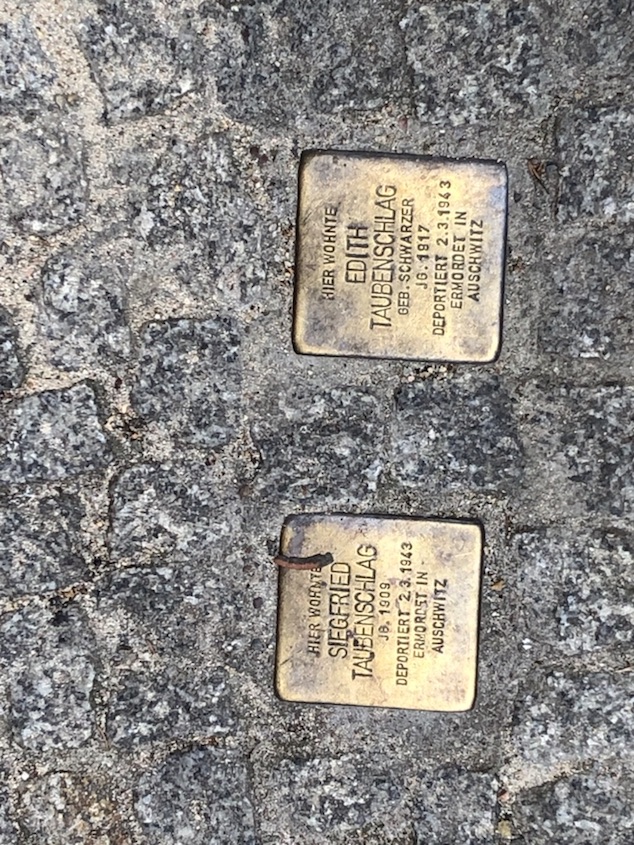 HIER WOHNTE
EDITH
TAUBENSCHLAG
GEB. SCHWARZER
JG. 1917
DEPORTIERT 2.3.1943
ERMORDET IN
AUSCHWITZ
HIER WOHNTE
SIEGFRIED
TAUBENSCHLAG
JG. 1909
DEPORTIERT 2.3.1943
ERMORDET IN
AUSCHWITZ